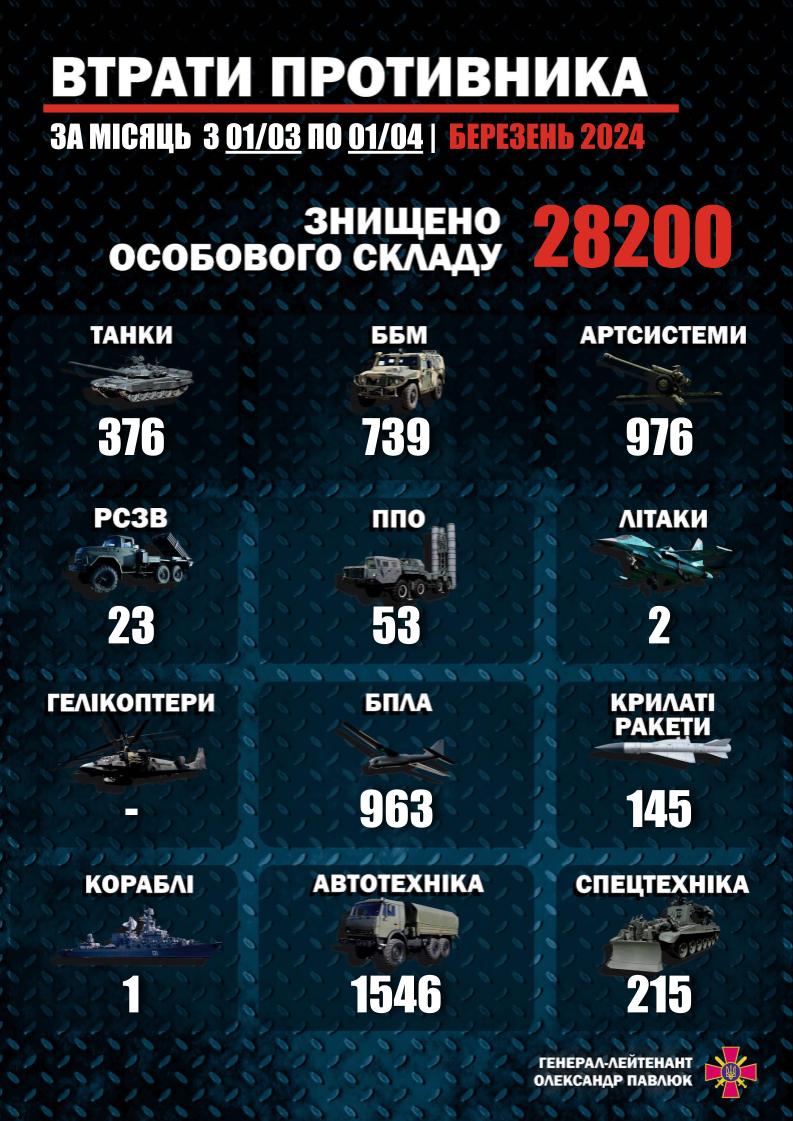 ВТРАТИ ПРОТИВНИКА
ЗА МІСЯЦЬ З 01/03 ПО 01/04 | БЕРЕЗЕНЬ 2024
ЗНИЩЕНО
ОСОБОВОГО СКЛАДУ
28200
ТАНКИ
376
ББМ
739
АРТСИСТЕМИ
976
РСЗВ
23
ППО
53
ЛІТАКИ
2
ГЕЛІКОПТЕРИ
-
БПЛА
963
КРИЛАТІ
РАКЕТИ
145
КОРАБЛІ
1
АВТОТЕХНІКА
1546
СПЕЦТЕХНІКА
215
ГЕНЕРАЛ-ЛЕЙТЕНАНТ
ОЛЕКСАНДР ПАВЛЮК